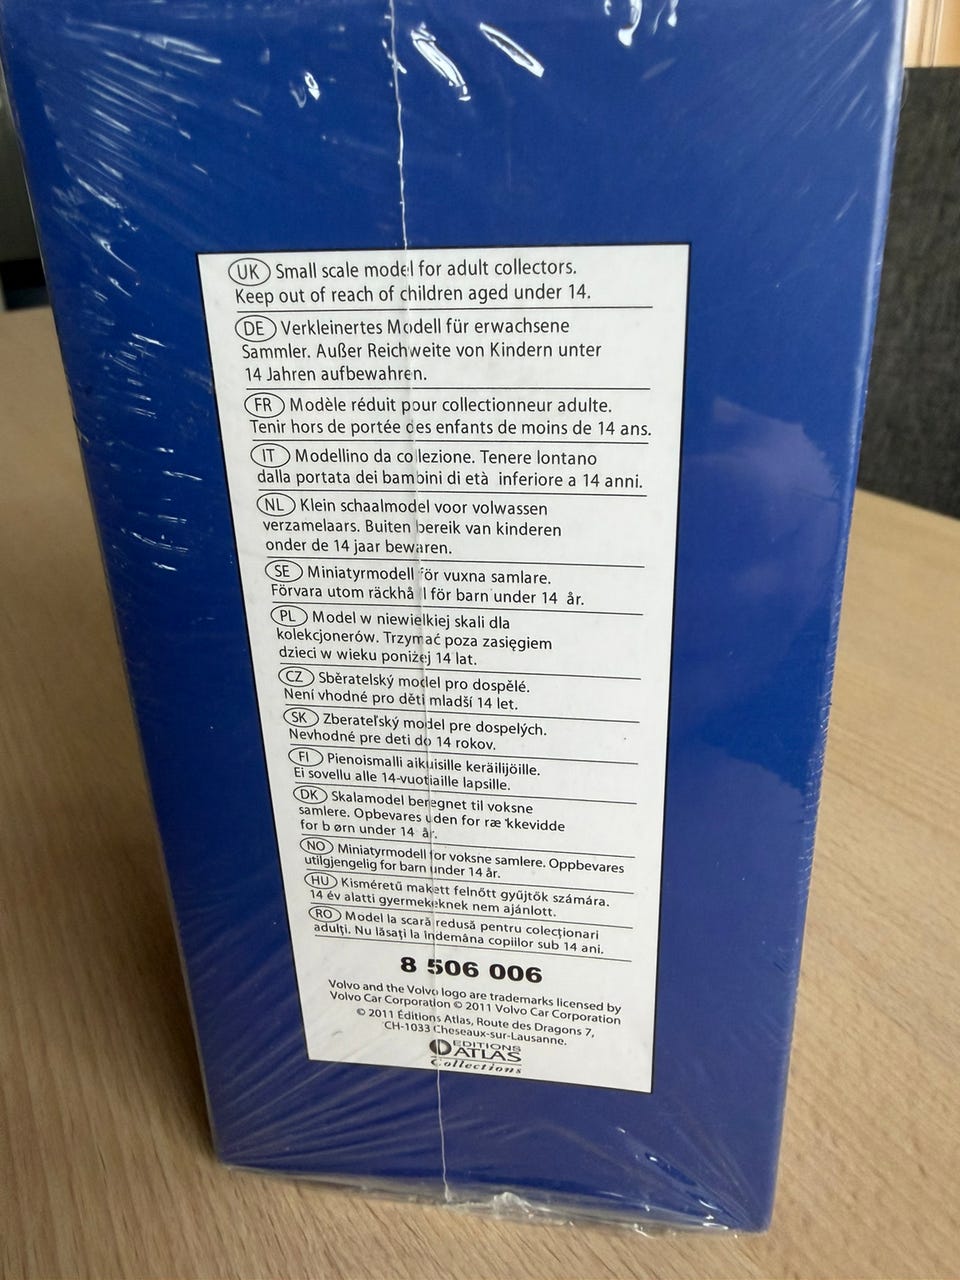 UK Small scale model for adult collectors.
Keep out of reach of children aged under 14.
DE Verkleinertes Modell für erwachsene
Sammler. Außer Reichweite von Kindern unter
14 Jahren aufbewahren.
FR Modèle réduit pour collectionneur adulte.
Tenir hors de portée des enfants de moins de 14 ans.
IT Modellino da collezione. Tenere lontano
dalla portata dei bambini di età inferiore a 14 anni.
NL Klein schaalmodel voor volwassen
verzamelaars. Buiten bereik van kinderen
onder de 14 jaar bewaren.
SE Miniatyrmodell för vuxna samlare.
Förvara utom räckhåll för barn under 14 år.
PL Model w niewielkiej skali dla
kolekcjonerów. Trzymać poza zasięgiem
dzieci w wieku poniżej 14 lat.
CZ Sběratelský model pro dospělé.
Není vhodné pro děti mladší 14 let.
SK Zberateľský model pre dospelých.
Nevhodné pre deti do 14 rokov.
FI Pienoismalli aikuisille keräilijöille.
Ei sovellu alle 14-vuotiaille lapsille.
DK Skalamodel beregnet til voksne
samlere. Opbevares uden for ræ kkevidde
for b ørn under 14 år.
NO Miniatyrmodell for voksne samlere. Oppbevares
utilgjengelig for barn under 14 år.
HU Kisméretű makett felnőtt gyűjtők számára.
14 év alatti gyermekeknek nem ajánlott.
RO Model la scară redusă pentru colecționari
adulți. Nu lăsați la îndemâna copiilor sub 14 ani.
8 506 006
Volvo and the Volvo logo are trademarks licensed by
Volvo Car Corporation © 2011 Volvo Car Corporation
© 2011 Éditions Atlas, Route des Dragons 7,
CH-1033 Cheseaux-sur-Lausanne.
EDITIONS
ATLAS
Collections